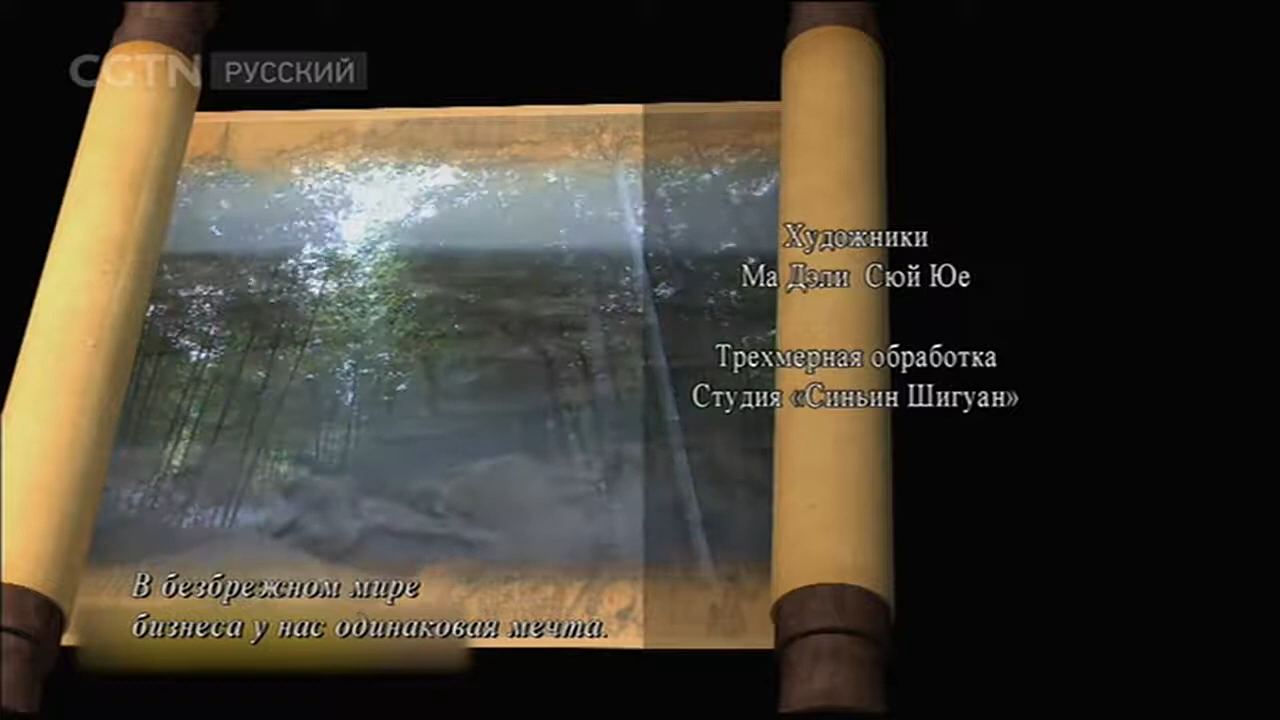 CGTN РУССКИЙ
Художники
Ма Дэли Сюй Юе
Трехмерная обработка
Студия «Синьин Шигуан»
В безбрежном мире
бизнеса у нас одинаковая мечта.